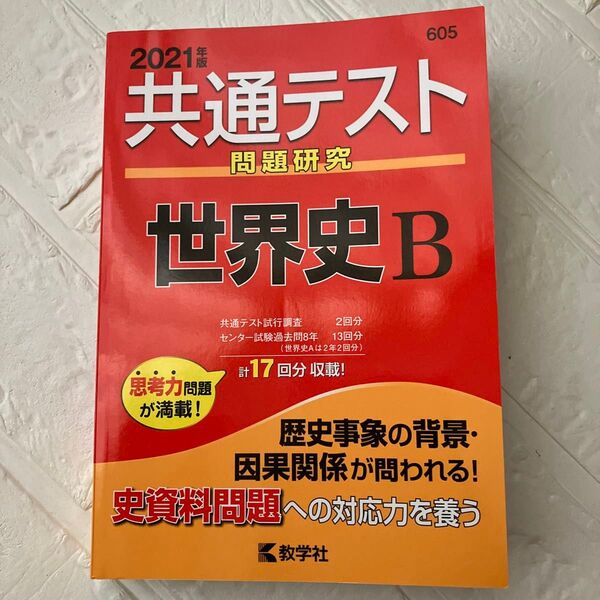 605
2021年版
共通テスト
問題研究
世界史B
共通テスト試行調査 2回分
センター試験過去問8年 13回分
(世界史Aは2年2回分)
計17回分 収載!
思考力問題
が満載!
歴史事象の背景・
因果関係が問われる!
史資料問題への対応力を養う
教学社